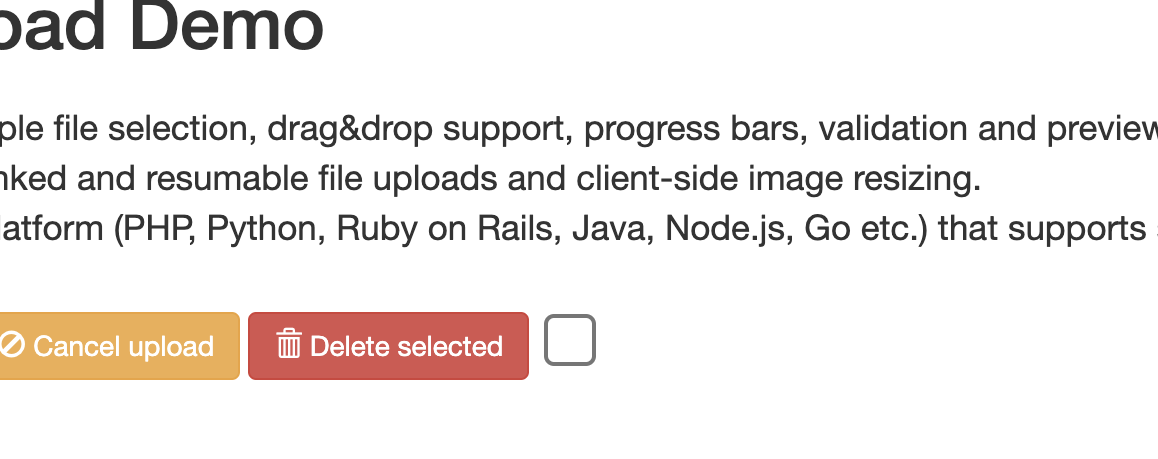 oad Demo
ple file selection, drag&drop support, progress bars, validation and preview
nked and resumable file uploads and client-side image resizing.
latform (PHP, Python, Ruby on Rails, Java, Node.js, Go etc.) that supports
Cancel upload Delete selected